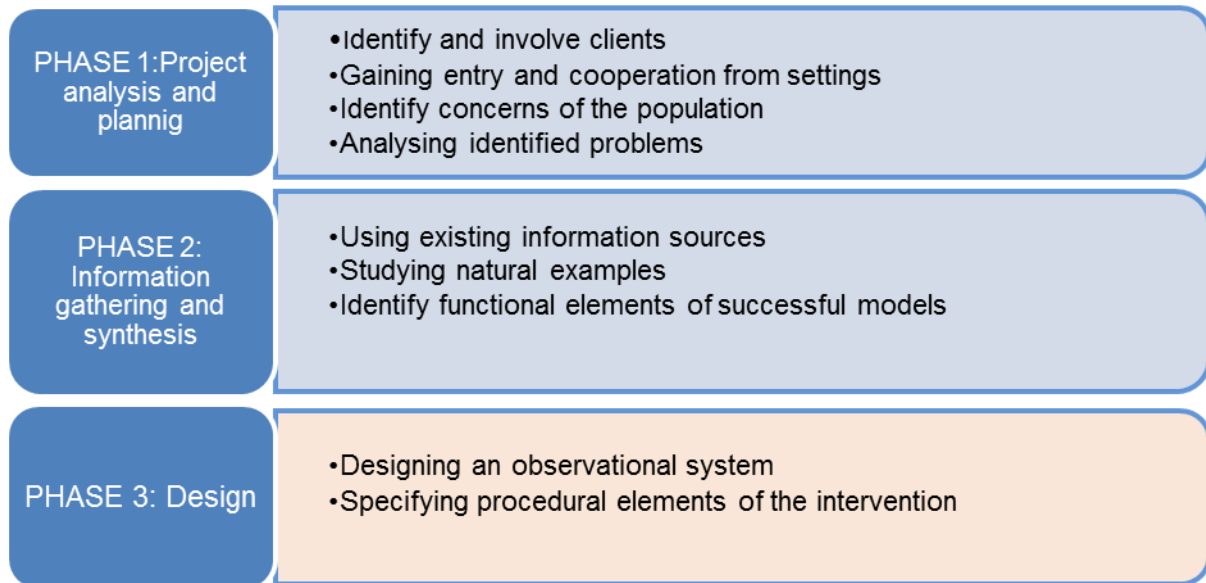 PHASE 1:Project
analysis and
plannig
•Identify and involve clients
•Gaining entry and cooperation from settings
•Identify concerns of the population
•Analysing identified problems
PHASE 2:
Information
gathering and
synthesis
•Using existing information sources
•Studying natural examples
•Identify functional elements of successful models
PHASE 3: Design
•Designing an observational system
•Specifying procedural elements of the intervention